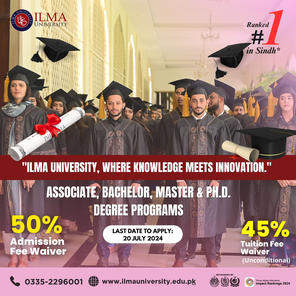 ILMA
UNIVERSITY
Ranked
#1
in Sindh*
"ILMA UNIVERSITY, WHERE KNOWLEDGE MEETS INNOVATION."
ASSOCIATE, BACHELOR, MASTER & PH.D.
DEGREE PROGRAMS
50%
Admission
Fee Waiver
LAST DATE TO APPLY:
20 JULY 2024
45%
Tuition Fee
Waiver
(Unconditional)
0335-2296001
www.ilmauniversity.edu.pk